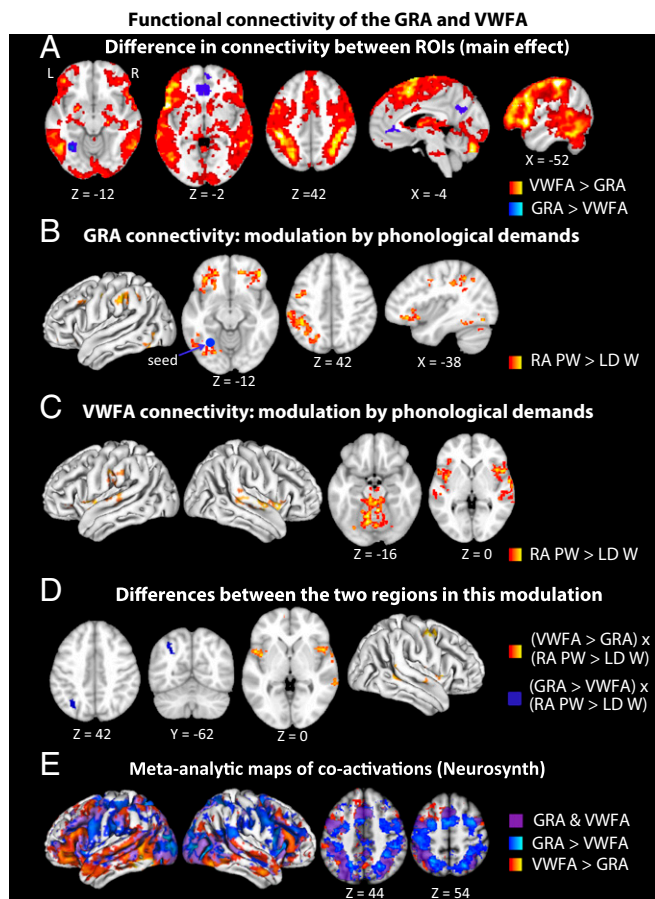 Functional connectivity of the GRA and VWFA
A Difference in connectivity between ROIs (main effect)
L R
Z = -12
Z = -2
Z =42
X = -4
X = -52
VWFA > GRA
GRA > VWFA
B GRA connectivity: modulation by phonological demands
seed
Z = -12
Z = 42
X = -38
RA PW > LD W
C VWFA connectivity: modulation by phonological demands
Z = -16
Z = 0
RA PW > LD W
D Differences between the two regions in this modulation
Z = 42
Y = -62
Z = 0
(VWFA > GRA) x
(RA PW > LD W)
(GRA > VWFA) x
(RA PW > LD W)
E Meta-analytic maps of co-activations (Neurosynth)
Z = 44
Z = 54
GRA & VWFA
GRA > VWFA
VWFA > GRA